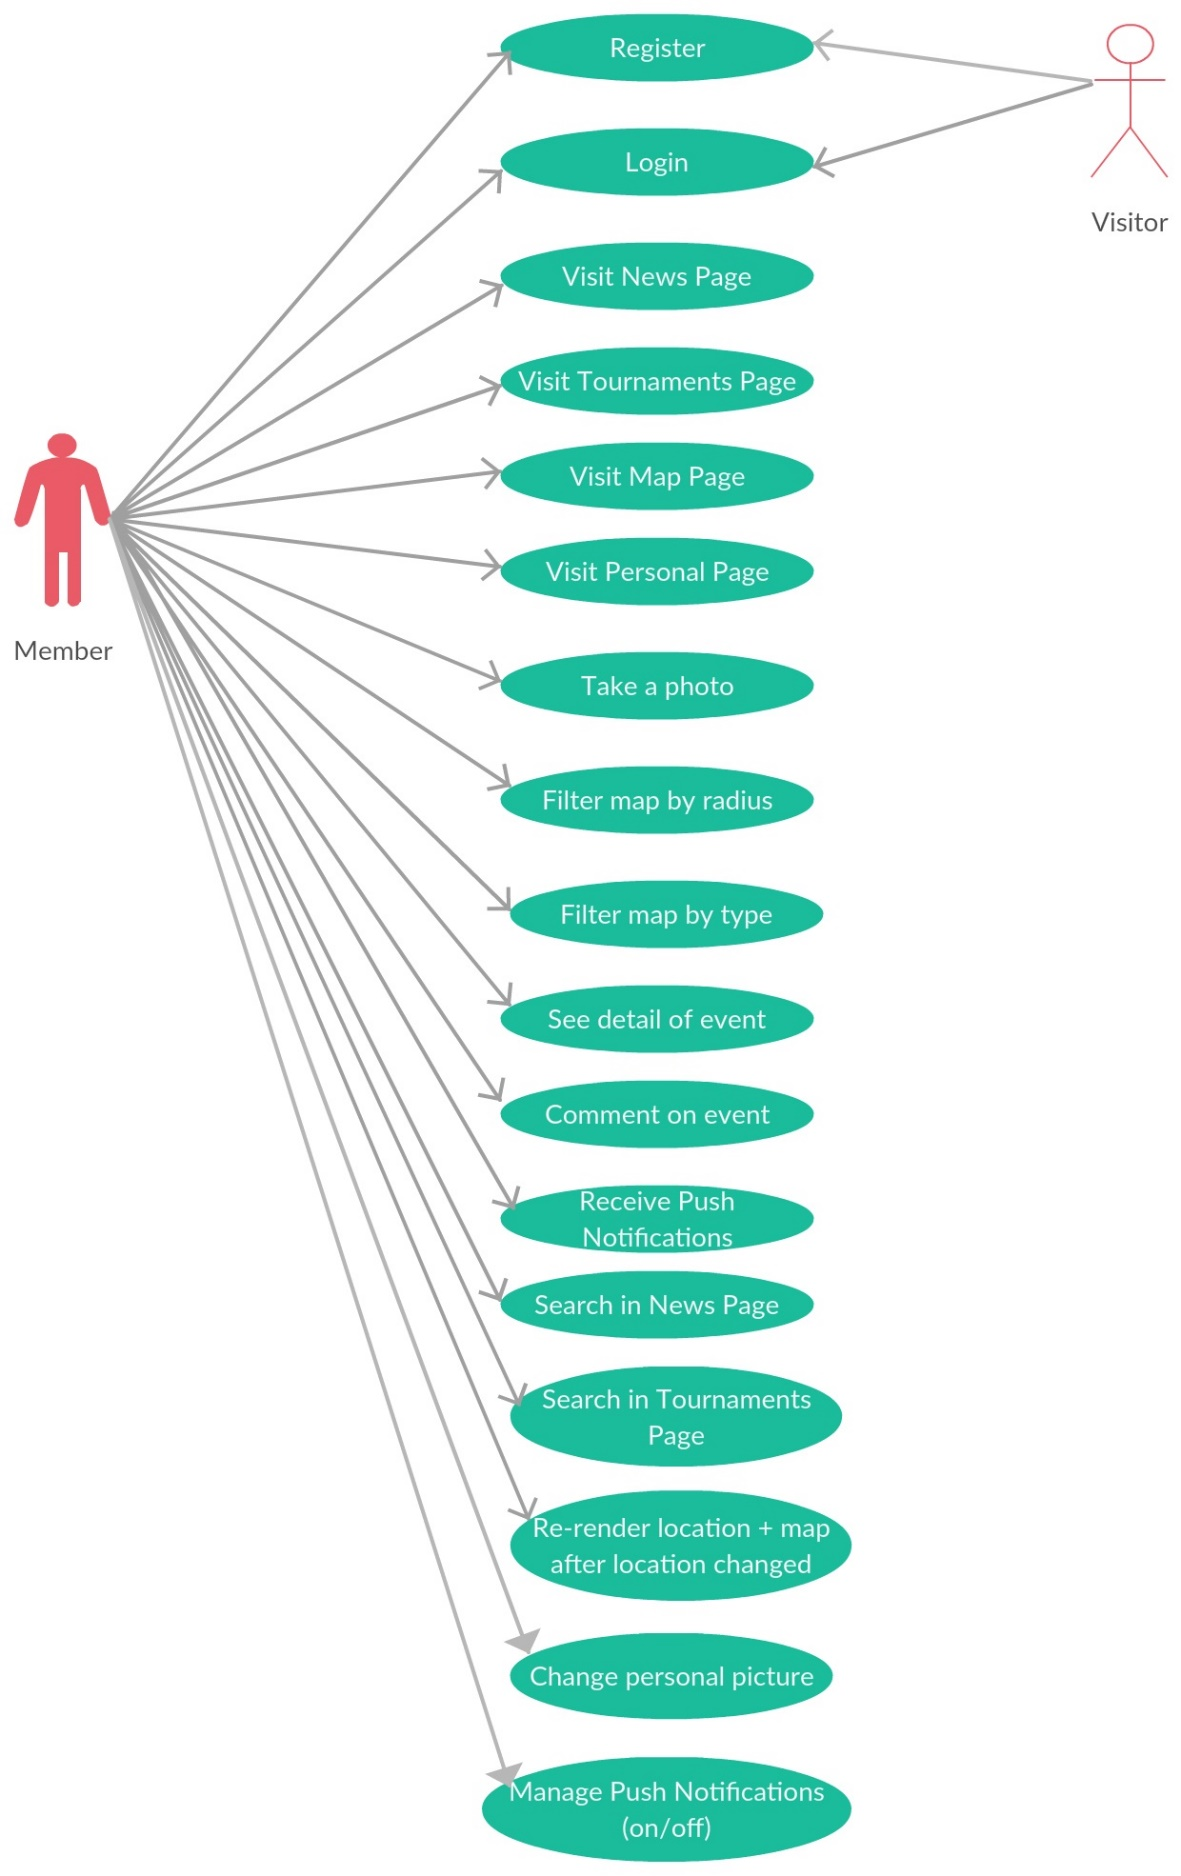 Register
Login
Visitor
Visit News Page
Visit Tournaments Page
Visit Map Page
Visit Personal Page
Member
Take a photo
Filter map by radius
Filter map by type
See detail of event
Comment on event
Receive Push
Notifications
Search in News Page
Search in Tournaments
Page
Re-render location + map
after location changed
Change personal picture
Manage Push Notifications
(on/off)